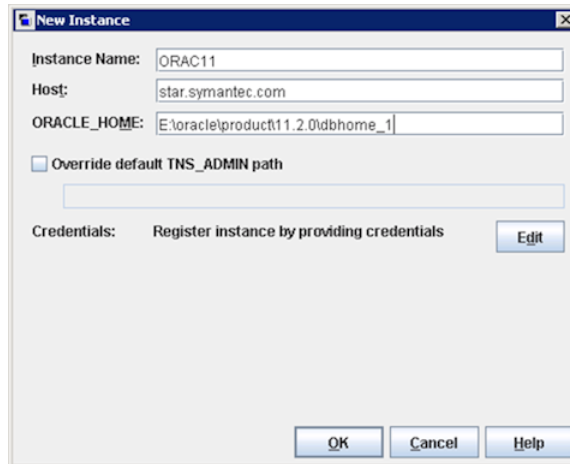 New Instance
Instance Name: ORAC11
Host: star.symantec.com
ORACLE_HOME: E:\oracle\product\11.2.0\dbhome_1
Override default TNS_ADMIN path
Credentials: Register instance by providing credentials Edit
OK Cancel Help